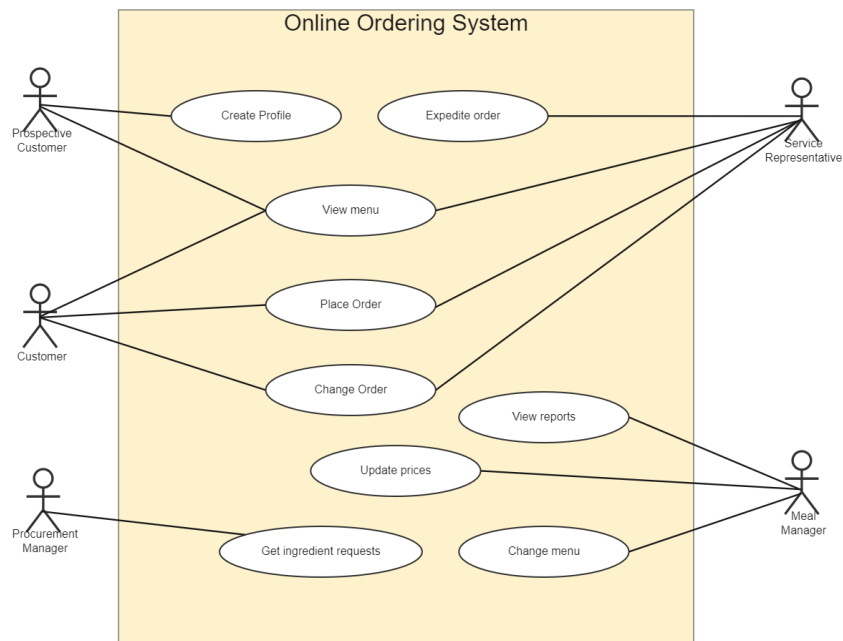 Online Ordering System
Prospective
Customer
Create Profile
Expedite order
Service
Representative
View menu
Customer
Place Order
Change Order
View reports
Update prices
Procurement
Manager
Get ingredient requests
Change menu
Meal
Manager